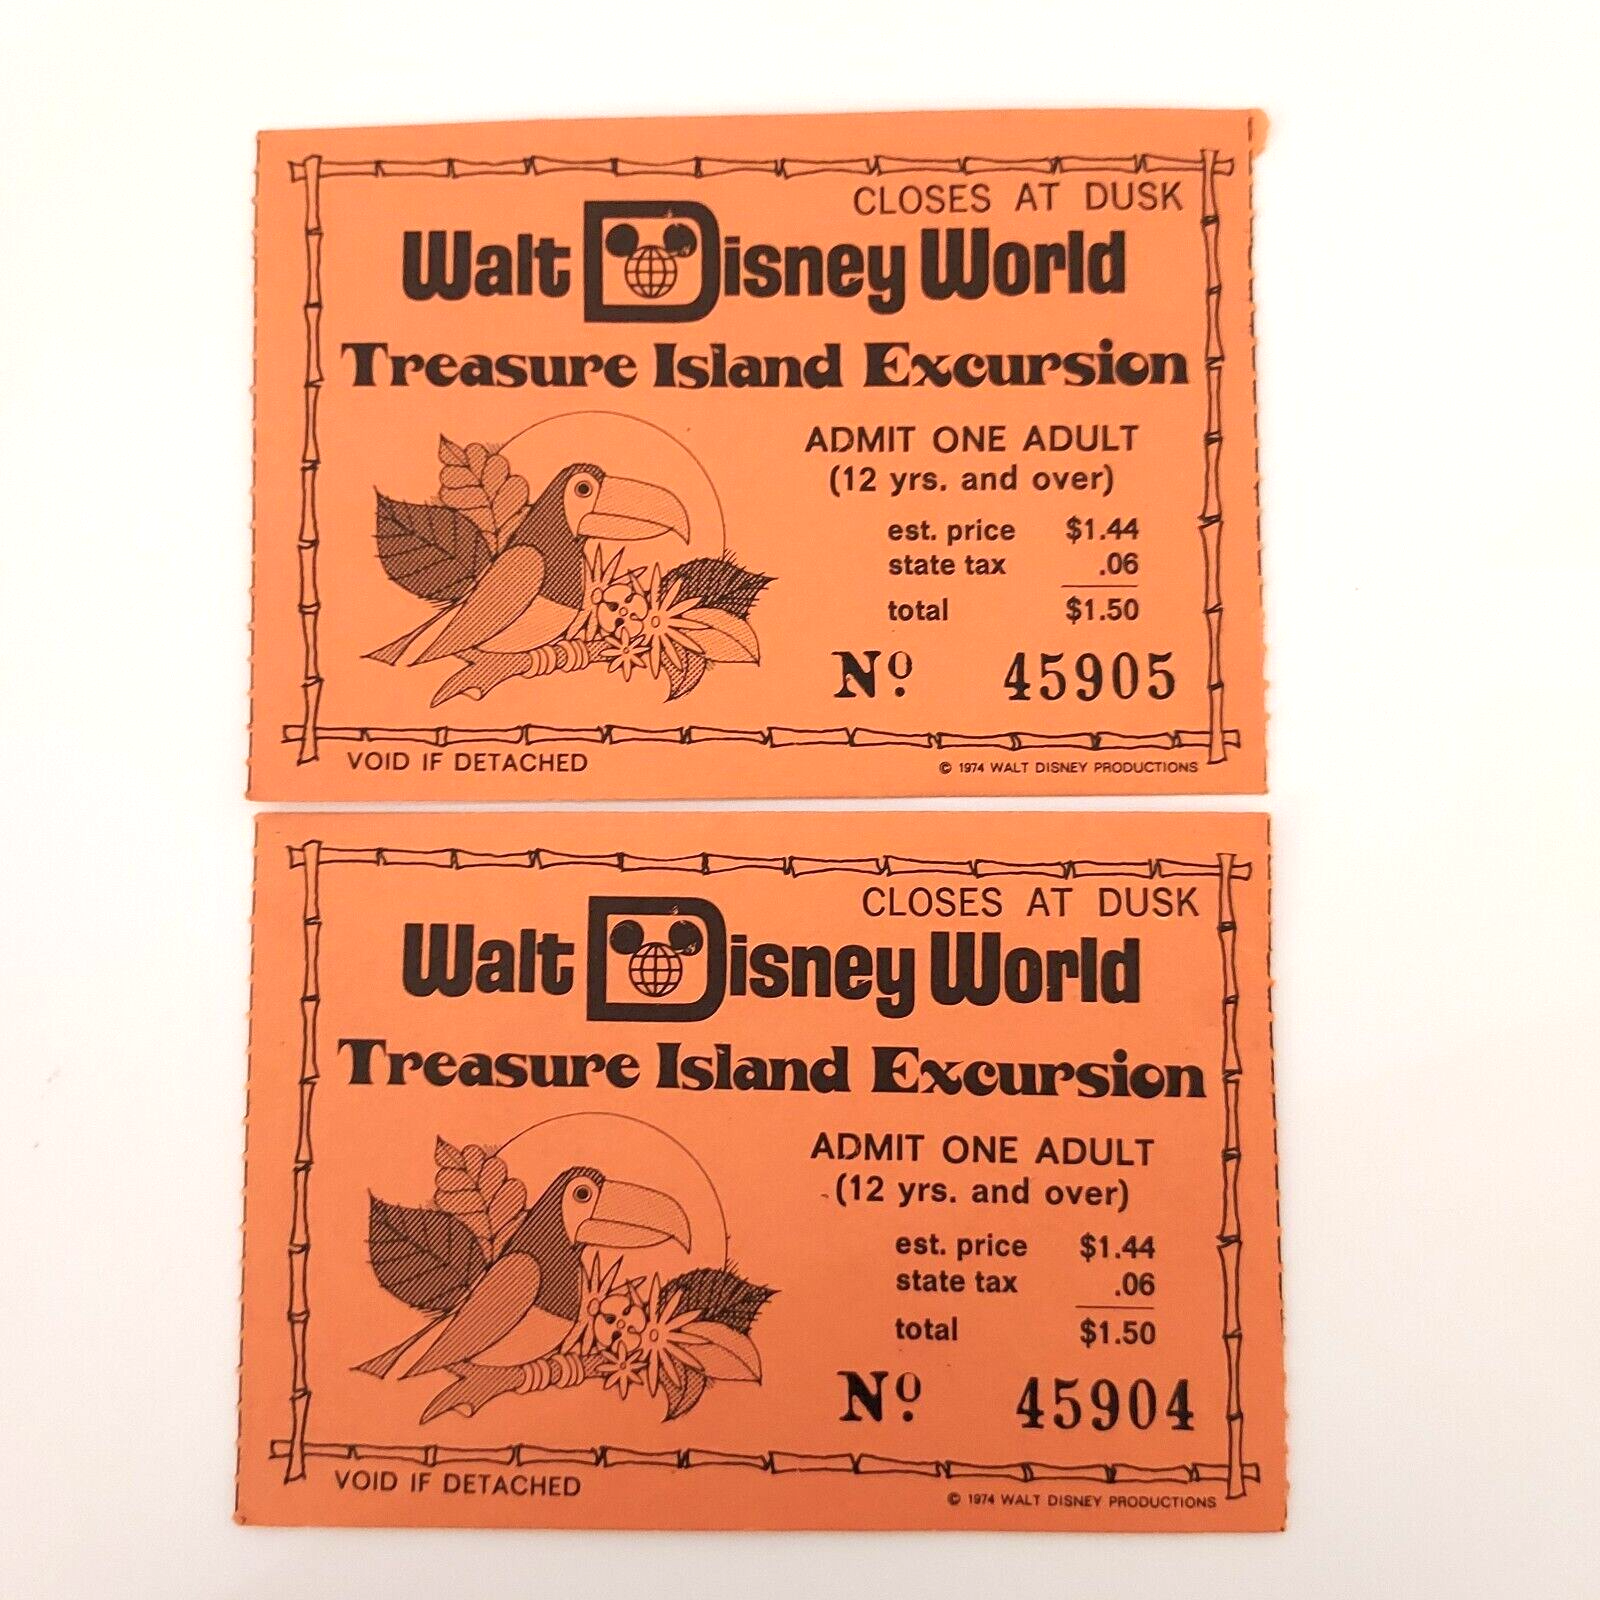 CLOSES AT DUSK
Walt Disney World
Treasure Island Excursion
ADMIT ONE ADULT
(12 yrs. and over)
est. price $1.44
state tax .06
total $1.50
No. 45905
VOID IF DETACHED
© 1974 WALT DISNEY PRODUCTIONS
CLOSES AT DUSK
Walt Disney World
Treasure Island Excursion
ADMIT ONE ADULT
(12 yrs. and over)
est. price $1.44
state tax .06
total $1.50
No. 45904
VOID IF DETACHED
© 1974 WALT DISNEY PRODUCTIONS